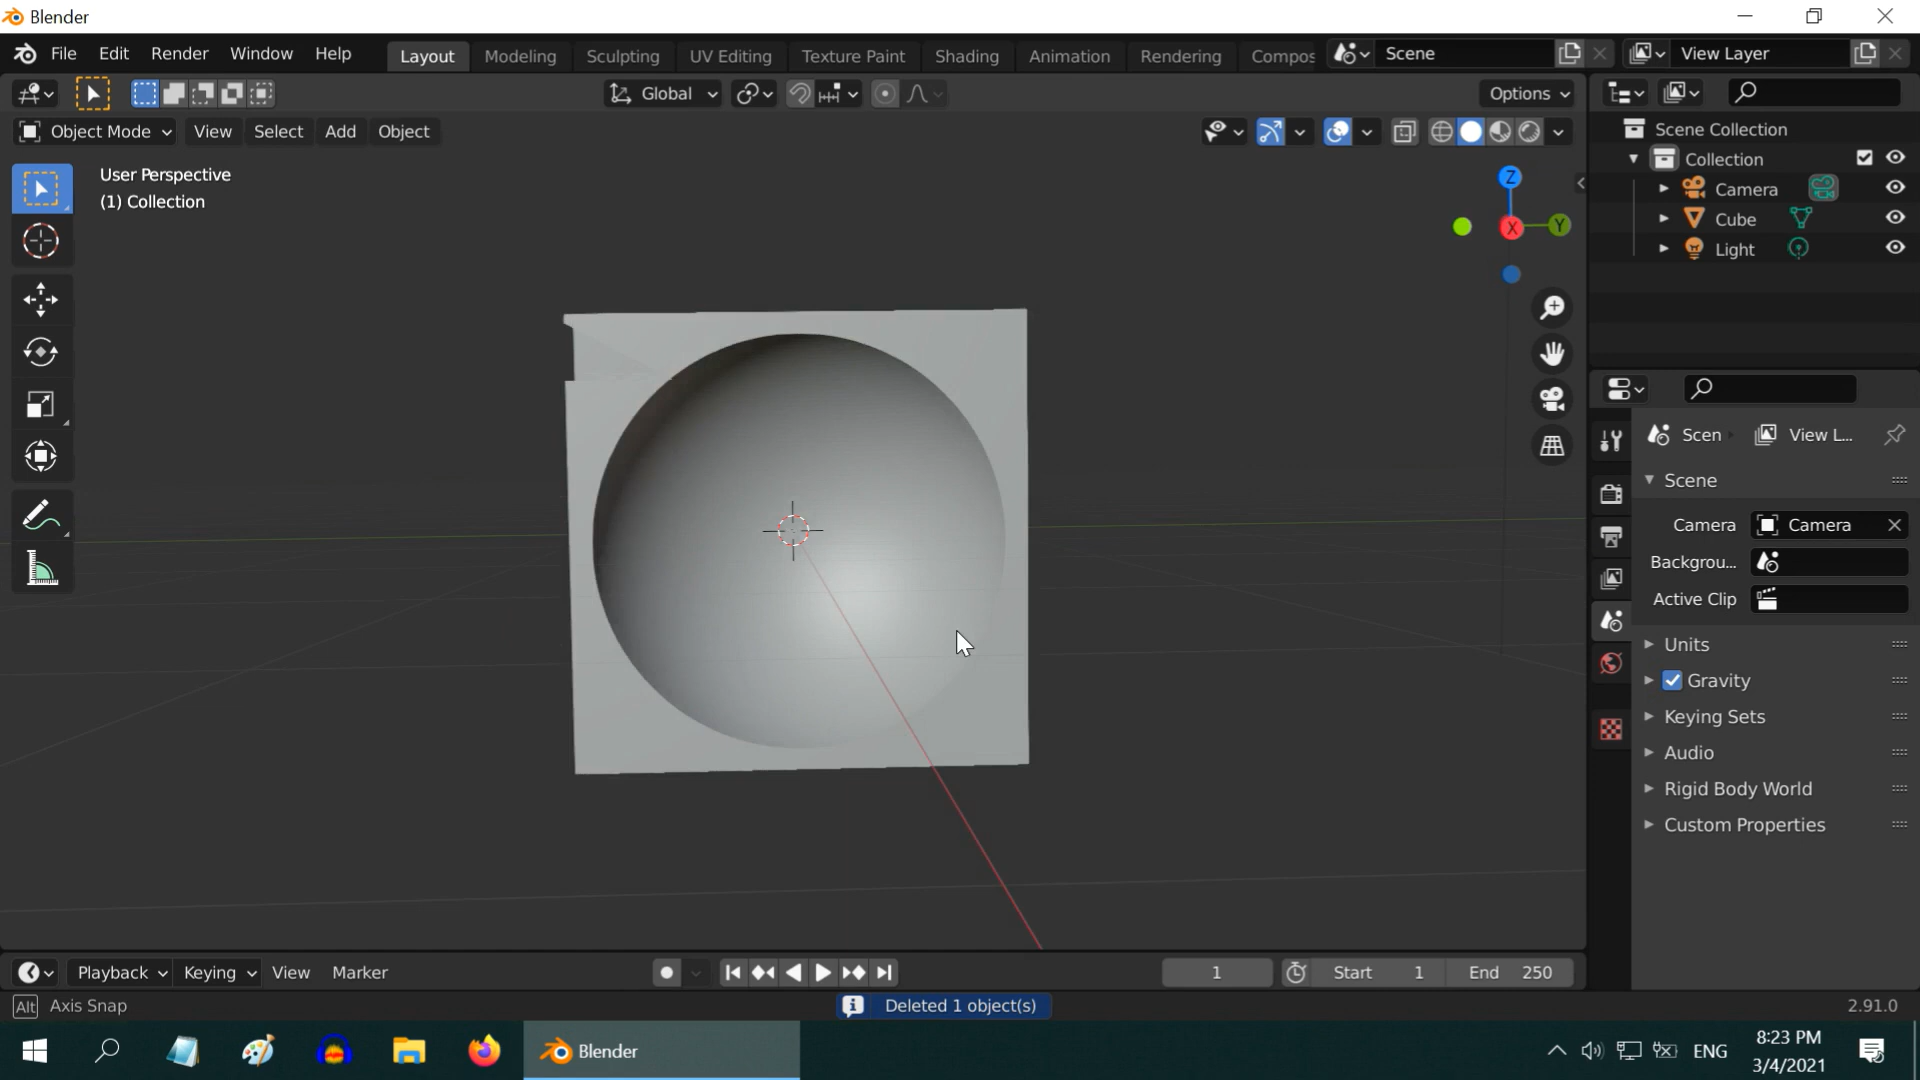 Blender
File Edit Render Window Help Layout Modeling Sculpting UV Editing Texture Paint Shading Animation Rendering Compos Scene View Layer
Global Options
Object Mode View Select Add Object
User Perspective
(1) Collection
Z
X Y
Scene Collection
Collection
Camera
Cube
Light
Scen View L...
Scene
Camera Camera
Backgrou...
Active Clip
Units
Gravity
Keying Sets
Audio
Rigid Body World
Custom Properties
Playback Keying View Marker 1 Start 1 End 250
Alt Axis Snap Deleted 1 object(s) 2.91.0
Blender ENG 8:23 PM
3/4/2021